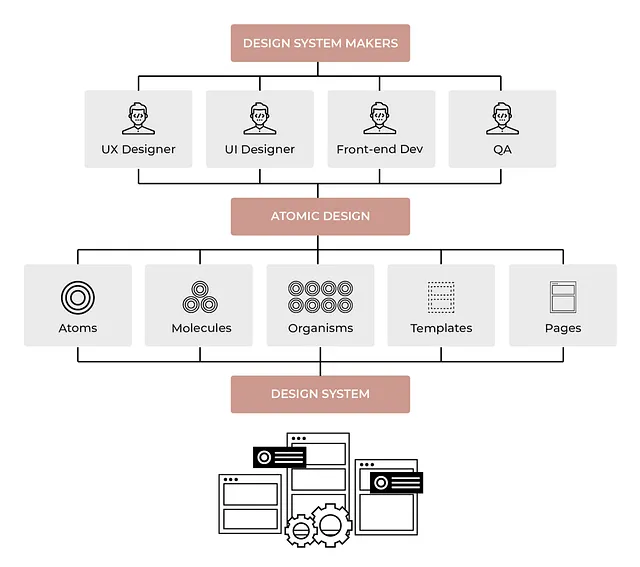 DESIGN SYSTEM MAKERS
UX Designer
UI Designer
Front-end Dev
QA
ATOMIC DESIGN
Atoms
Molecules
Organisms
Templates
Pages
DESIGN SYSTEM